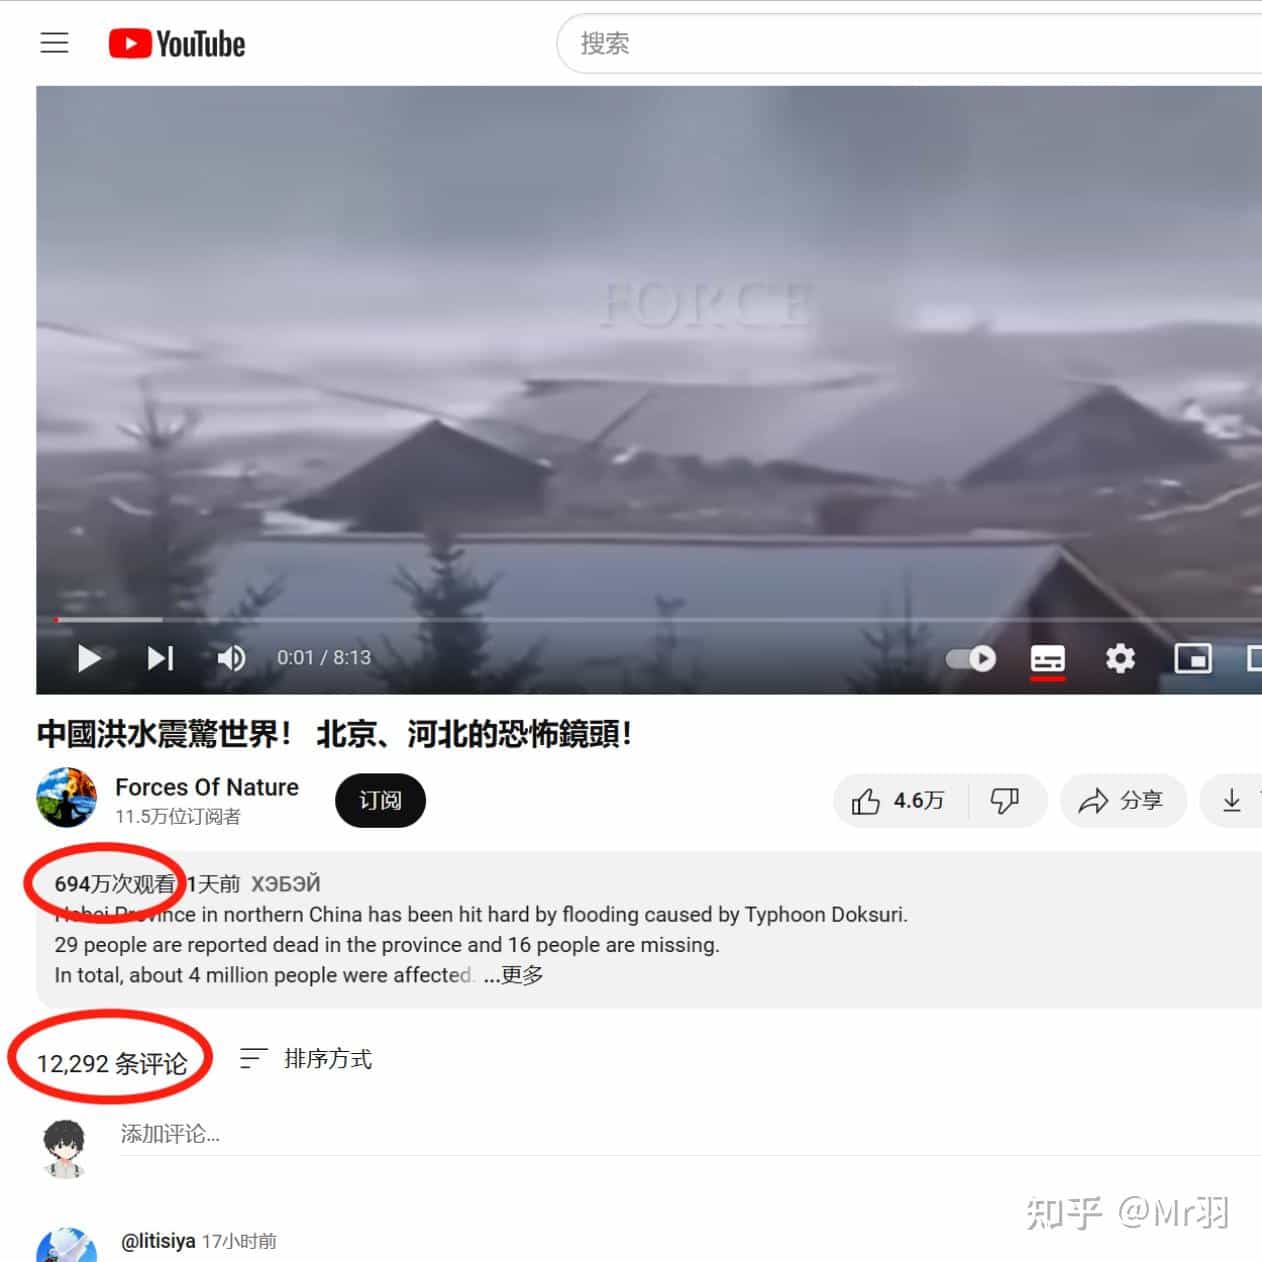 YouTube
搜索
FORCE
0:01 / 8:13
中國洪水震驚世界！ 北京、河北的恐怖鏡頭！
Forces Of Nature
11.5万位订阅者
订阅
4.6万
分享
694万次观看 1天前 ХЭБЭЙ
Hebei Province in northern China has been hit hard by flooding caused by Typhoon Doksuri.
29 people are reported dead in the province and 16 people are missing.
In total, about 4 million people were affected. ...更多
12,292 条评论
排序方式
添加评论...
知乎 @Mr羽
@litisiya 17小时前